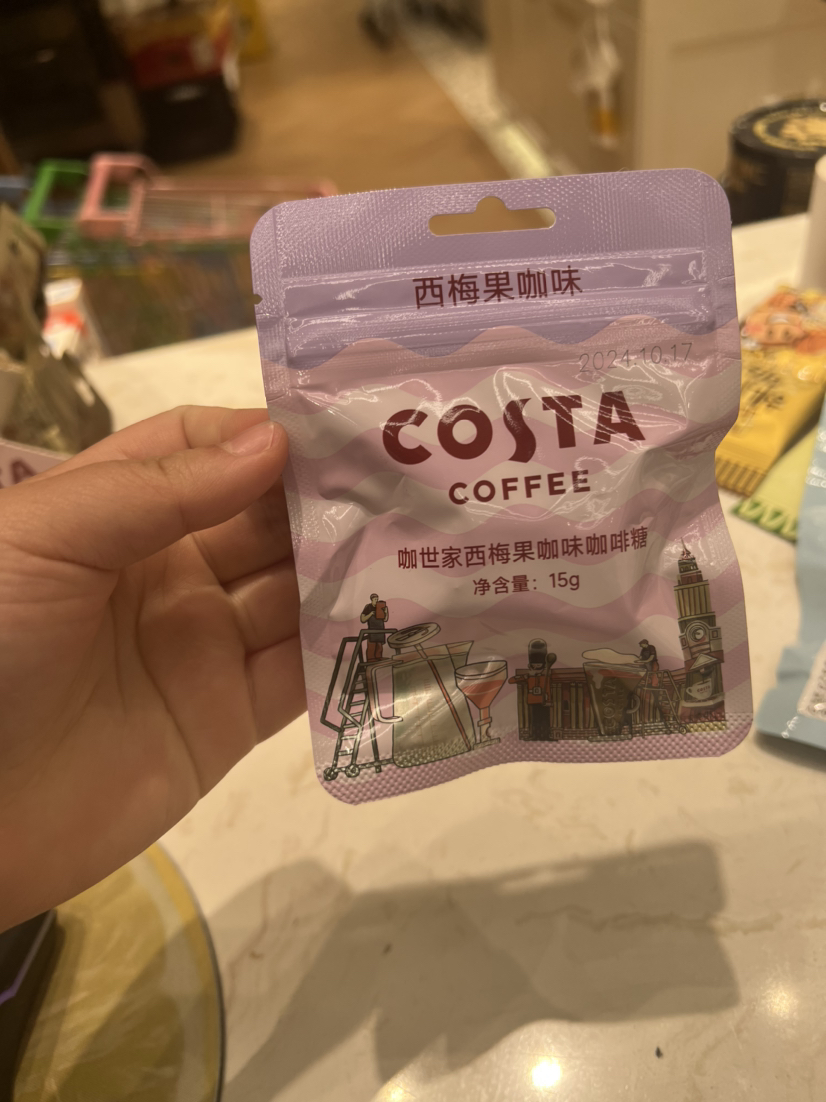 西梅果咖味
2024.10.17
COSTA
COFFEE
咖世家西梅果咖味咖啡糖
净含量：15g